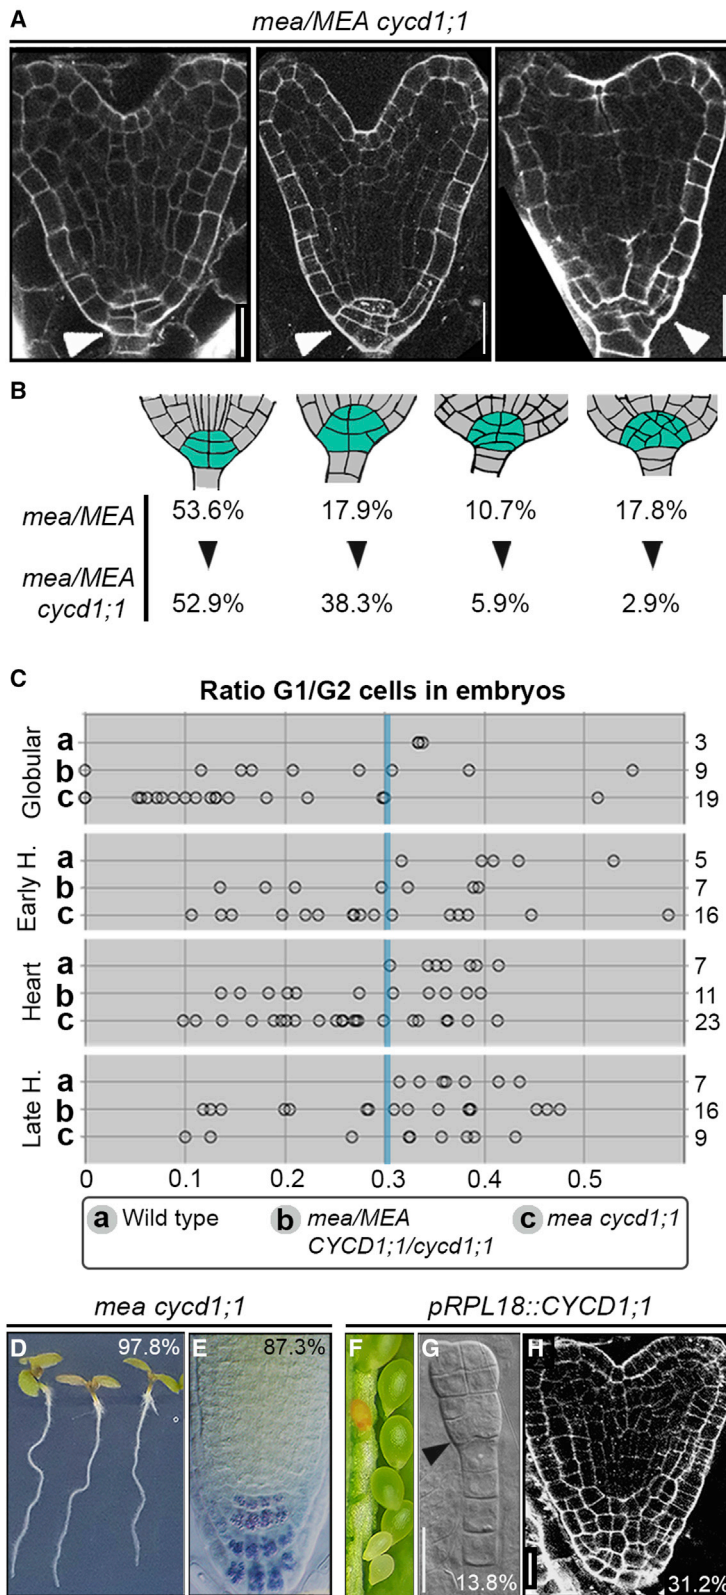 A
mea/MEA cycd1;1
B
mea/MEA 53.6% 17.9% 10.7% 17.8%
mea/MEA
cycd1;1 52.9% 38.3% 5.9% 2.9%
C
Ratio G1/G2 cells in embryos
Globular
a 3
b 9
c 19
Early H.
a 5
b 7
c 16
Heart
a 7
b 11
c 23
Late H.
a 7
b 16
c 9
0 0.1 0.2 0.3 0.4 0.5
a Wild type b mea/MEA c mea cycd1;1
CYCD1;1/cycd1;1
mea cycd1;1 pRPL18::CYCD1;1
D 97.8% E 87.3% F G H
13.8% 31.2%